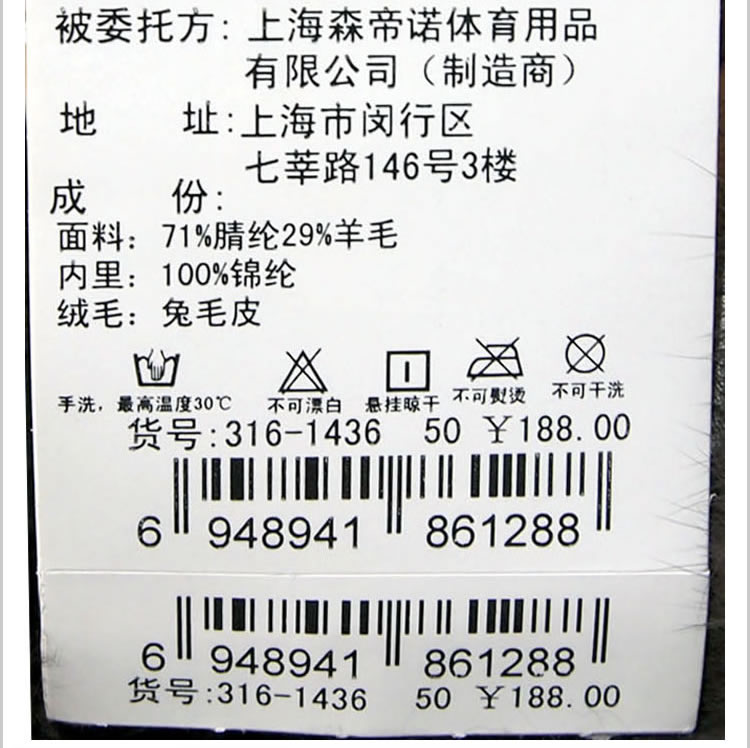 被委托方：上海森帝诺体育用品
有限公司（制造商）
地 址：上海市闵行区
七莘路146号3楼
成 份：
面料：71%腈纶29%羊毛
内里：100%锦纶
绒毛：兔毛皮
手洗，最高温度30℃ 不可漂白 悬挂晾干 不可熨烫 不可干洗
货号:316-1436 50 ￥188.00
6 948941 861288
6 948941 861288
货号:316-1436 50 ￥188.00